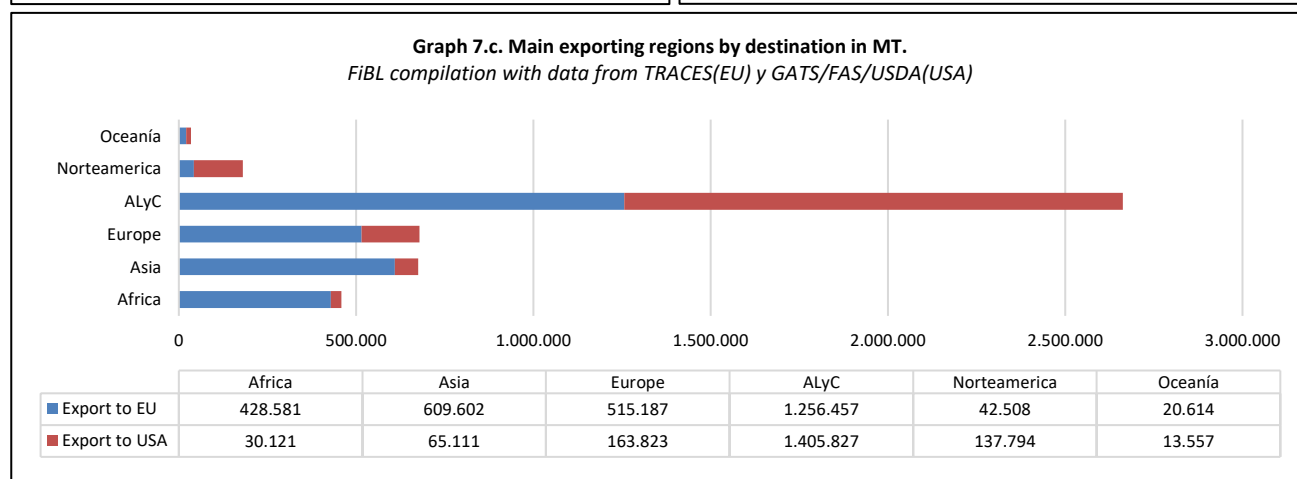 Graph 7.c. Main exporting regions by destination in MT.
FiBL compilation with data from TRACES(EU) y GATS/FAS/USDA(USA)
Oceanía
Norteamerica
ALyC
Europe
Asia
Africa
0 500.000 1.000.000 1.500.000 2.000.000 2.500.000 3.000.000
Africa Asia Europe ALyC Norteamerica Oceanía
Export to EU 428.581 609.602 515.187 1.256.457 42.508 20.614
Export to USA 30.121 65.111 163.823 1.405.827 137.794 13.557